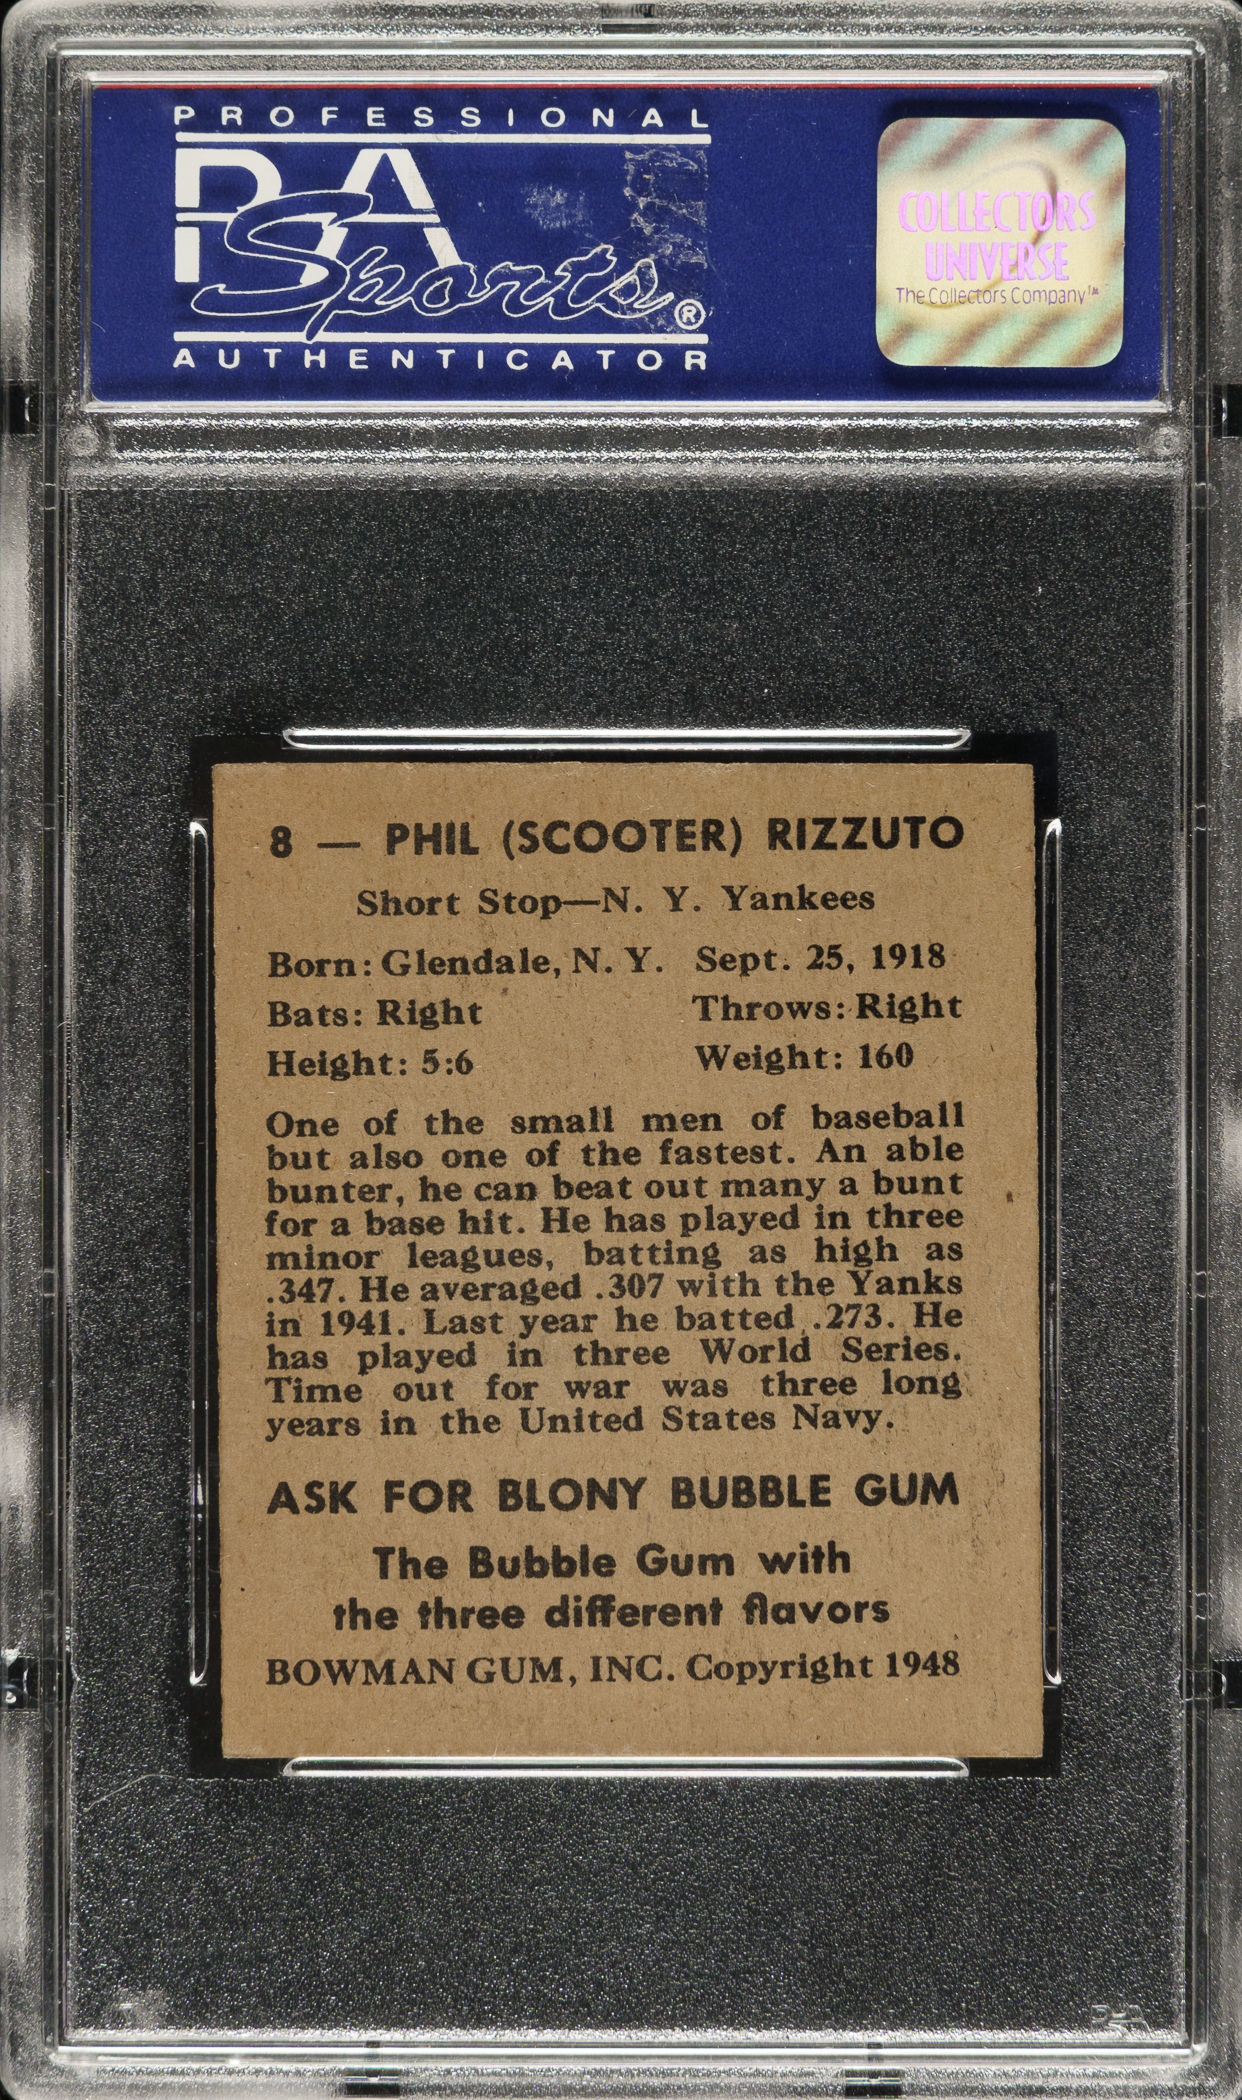 PROFESSIONAL
PSA
Sports®
AUTHENTICATOR
COLLECTORS
UNIVERSE
The Collectors Company™
8 — PHIL (SCOOTER) RIZZUTO
Short Stop—N. Y. Yankees
Born: Glendale, N. Y. Sept. 25, 1918
Bats: Right Throws: Right
Height: 5:6 Weight: 160
One of the small men of baseball
but also one of the fastest. An able
bunter, he can beat out many a bunt
for a base hit. He has played in three
minor leagues, batting as high as
.347. He averaged .307 with the Yanks
in 1941. Last year he batted .273. He
has played in three World Series.
Time out for war was three long
years in the United States Navy.
ASK FOR BLONY BUBBLE GUM
The Bubble Gum with
the three different flavors
BOWMAN GUM, INC. Copyright 1948
PSA